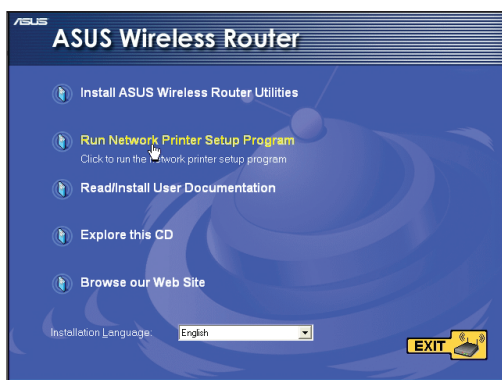 ASUS
ASUS Wireless Router
Install ASUS Wireless Router Utilities
Run Network Printer Setup Program
Click to run the network printer setup program
Read/Install User Documentation
Explore this CD
Browse our Web Site
Installation Language: English
EXIT